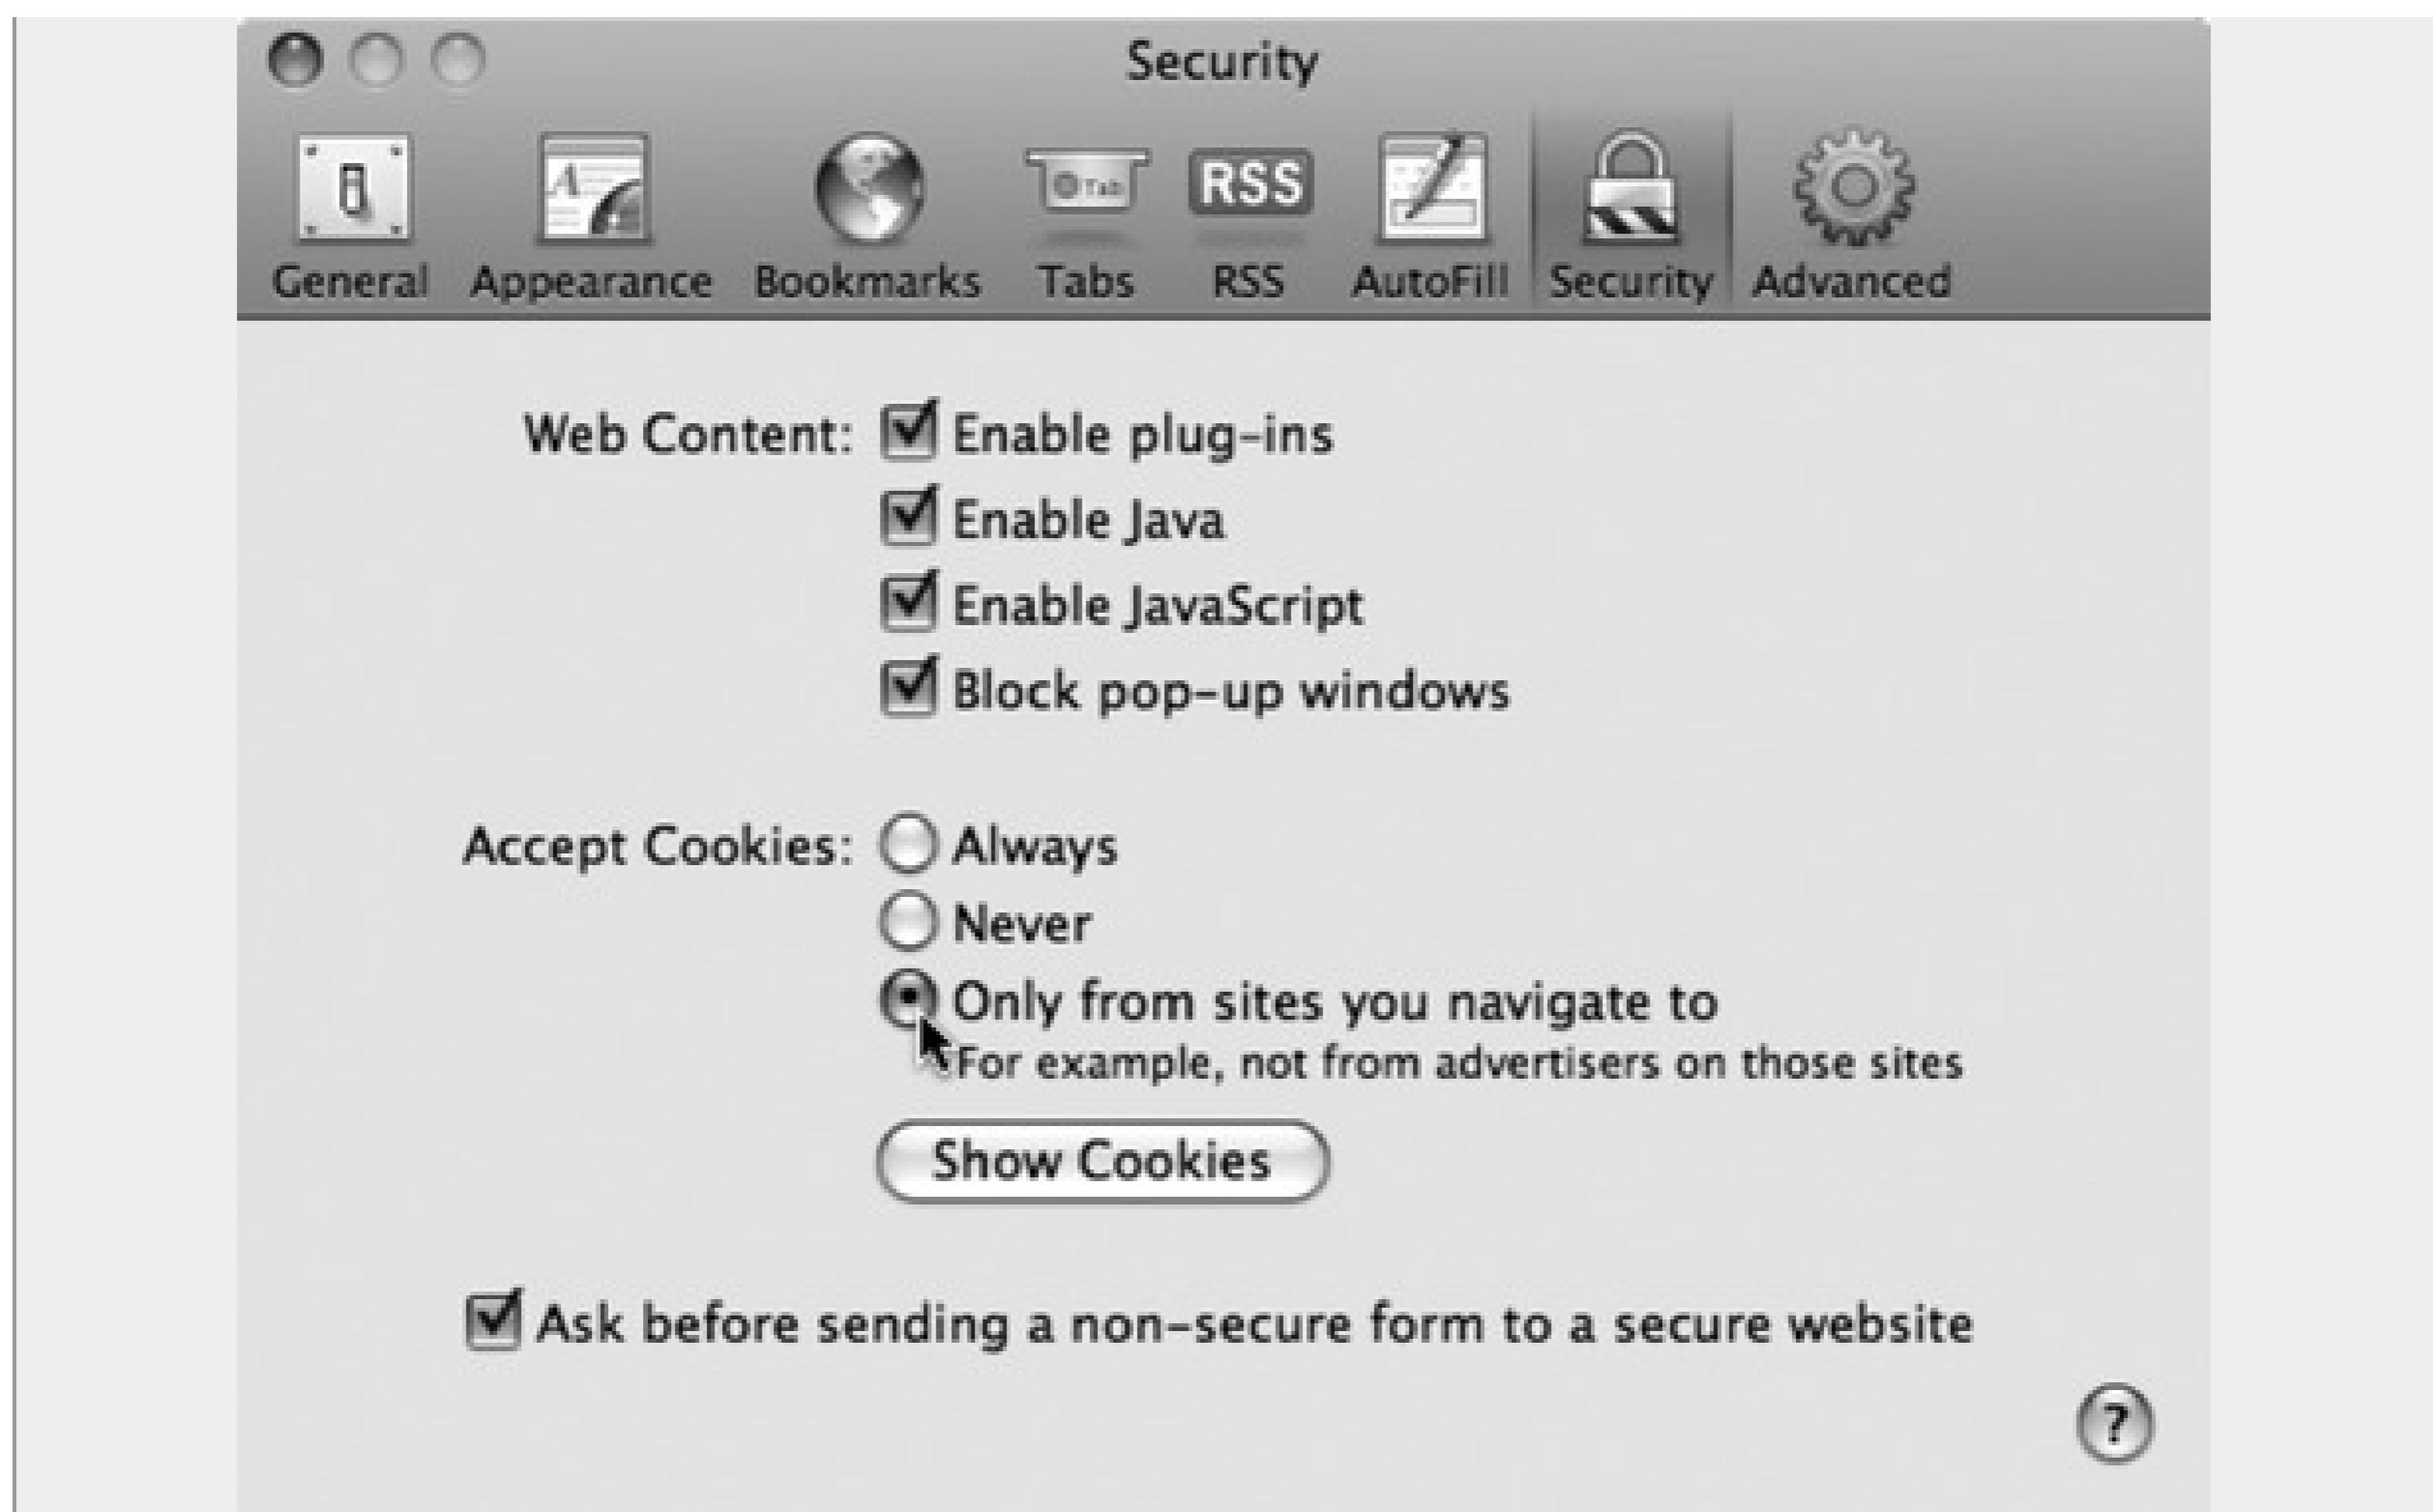 Security
General Appearance Bookmarks Tabs RSS AutoFill Security Advanced
Web Content: Enable plug-ins
Enable Java
Enable JavaScript
Block pop-up windows
Accept Cookies: Always
Never
Only from sites you navigate to
For example, not from advertisers on those sites
Show Cookies
Ask before sending a non-secure form to a secure website
?